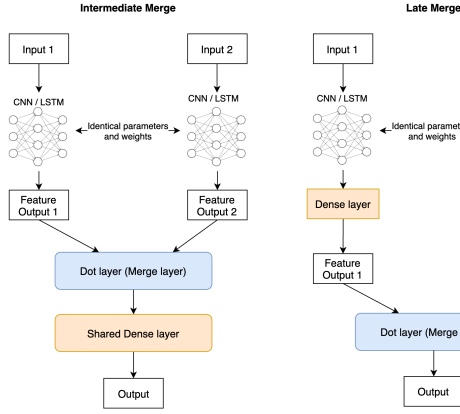 Intermediate Merge
Input 1
Input 2
CNN / LSTM
CNN / LSTM
Identical parameters
and weights
Feature
Output 1
Feature
Output 2
Dot layer (Merge layer)
Shared Dense layer
Output
Late Merge
Input 1
CNN / LSTM
Identical paramet
and weights
Dense layer
Feature
Output 1
Dot layer (Merge
Output